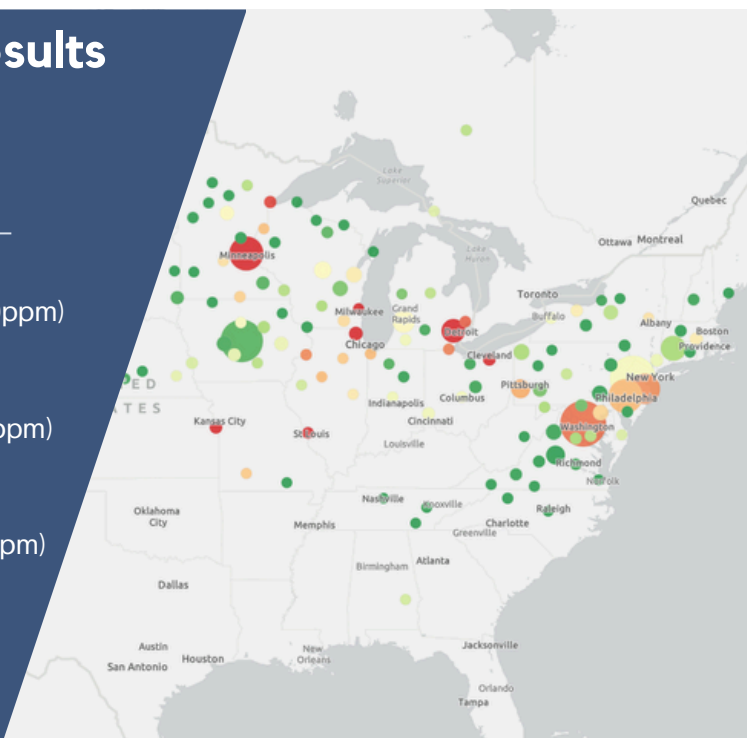 sults
ppm)
ppm)
pm)
Lake
Superior
Quebec
Ottawa
Montreal
Minneapolis
Lake
Huron
Toronto
Milwaukee
Grand
Rapids
Buffalo
Albany
Boston
Detroit
Providence
Chicago
Cleveland
ED
ATES
New York
Pittsburgh
Philadelphia
Indianapolis
Columbus
Kansas City
St Louis
Cincinnati
Washington
Louisville
Richmond
Nashville
Knoxville
Norfolk
Oklahoma
City
Memphis
Charlotte
Raleigh
Greenville
Birmingham
Atlanta
Dallas
Austin
San Antonio
Houston
New
Orleans
Jacksonville
Orlando
Tampa